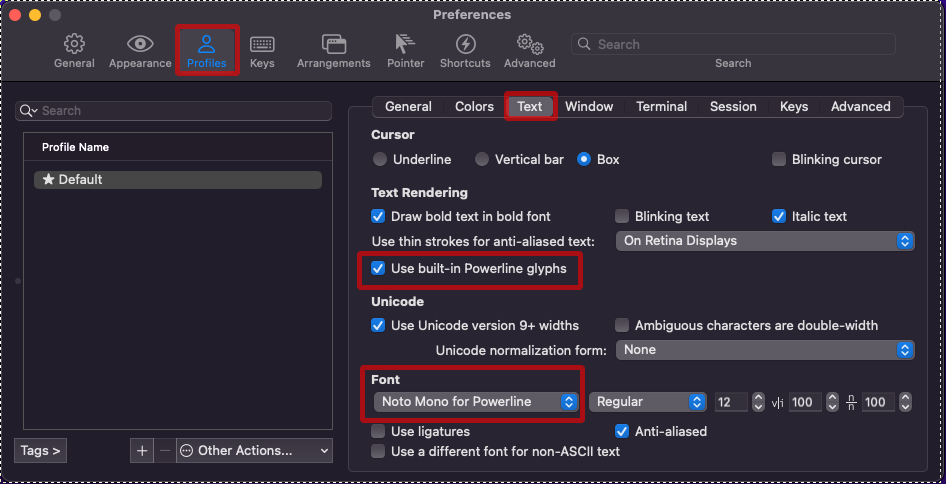 Preferences
General Appearance Profiles Keys Arrangements Pointer Shortcuts Advanced Search
Search
Search
Profile Name
★ Default
Tags >
+ − Other Actions...
General Colors Text Window Terminal Session Keys Advanced
Cursor
Underline Vertical bar Box Blinking cursor
Text Rendering
Draw bold text in bold font Blinking text Italic text
Use thin strokes for anti-aliased text: On Retina Displays
Use built-in Powerline glyphs
Unicode
Use Unicode version 9+ widths Ambiguous characters are double-width
Unicode normalization form: None
Font
Noto Mono for Powerline Regular 12 v|i 100 n/n 100
Use ligatures Anti-aliased
Use a different font for non-ASCII text